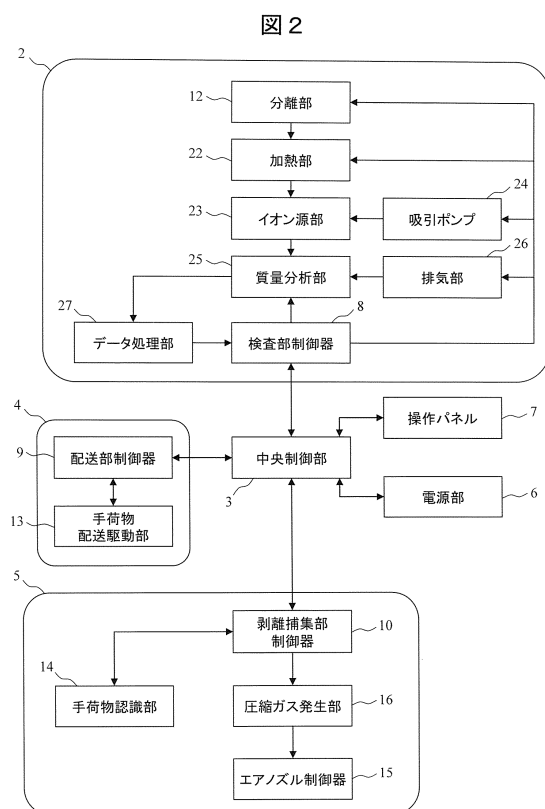 図2
2
12
分離部
22
加熱部
24
23
イオン源部
吸引ポンプ
26
25
質量分析部
排気部
8
27
データ処理部
検査部制御器
4
操作パネル
7
9
配送部制御器
中央制御部
3
電源部
6
13
手荷物
配送駆動部
5
剥離捕集部
制御器
10
14
手荷物認識部
圧縮ガス発生部
16
エアノズル制御器
15